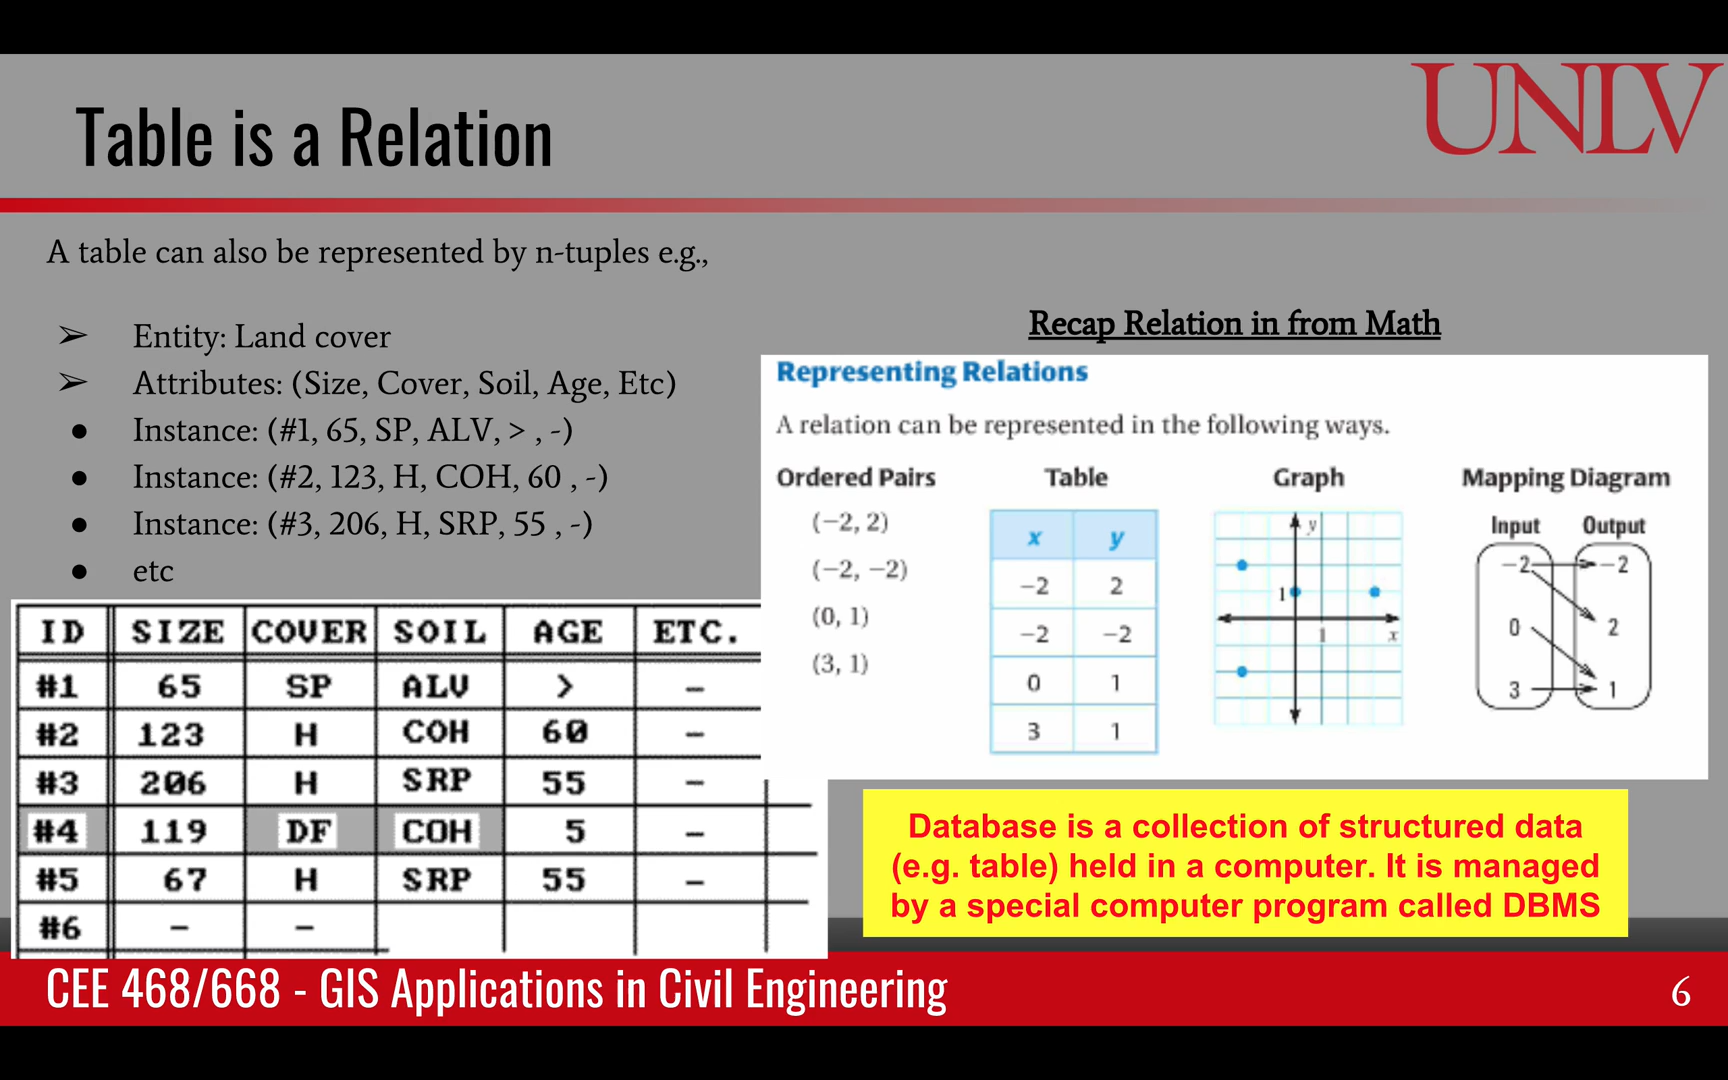 UNLV
Table is a Relation
A table can also be represented by n-tuples e.g.,
➢ Entity: Land cover
➢ Attributes: (Size, Cover, Soil, Age, Etc)
● Instance: (#1, 65, SP, ALV, > , -)
● Instance: (#2, 123, H, COH, 60 , -)
● Instance: (#3, 206, H, SRP, 55 , -)
● etc
ID SIZE COVER SOIL AGE ETC.
#1 65 SP ALV > –
#2 123 H COH 60 –
#3 206 H SRP 55 –
#4 119 DF COH 5 –
#5 67 H SRP 55 –
#6 – –
Recap Relation in from Math
Representing Relations
A relation can be represented in the following ways.
Ordered Pairs
(−2, 2)
(−2, −2)
(0, 1)
(3, 1)
Table
x y
−2 2
−2 −2
0 1
3 1
Graph
y
1
1 x
Mapping Diagram
Input Output
−2 −2
0 2
3 1
Database is a collection of structured data
(e.g. table) held in a computer. It is managed
by a special computer program called DBMS
CEE 468/668 - GIS Applications in Civil Engineering
6